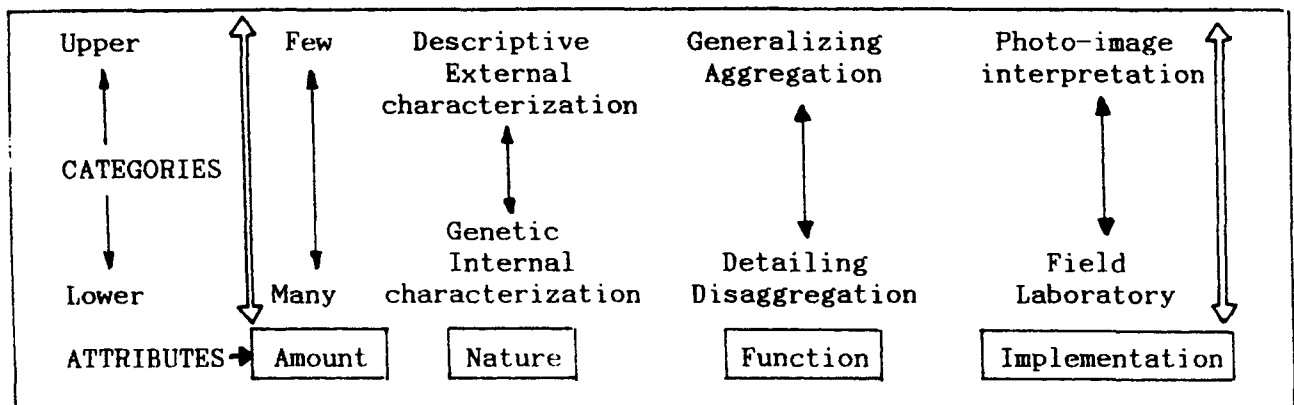 Upper Few Descriptive Generalizing Photo-image
External Aggregation interpretation
characterization
CATEGORIES
Genetic Detailing Field
Internal Disaggregation Laboratory
Lower Many characterization
ATTRIBUTES Amount Nature Function Implementation